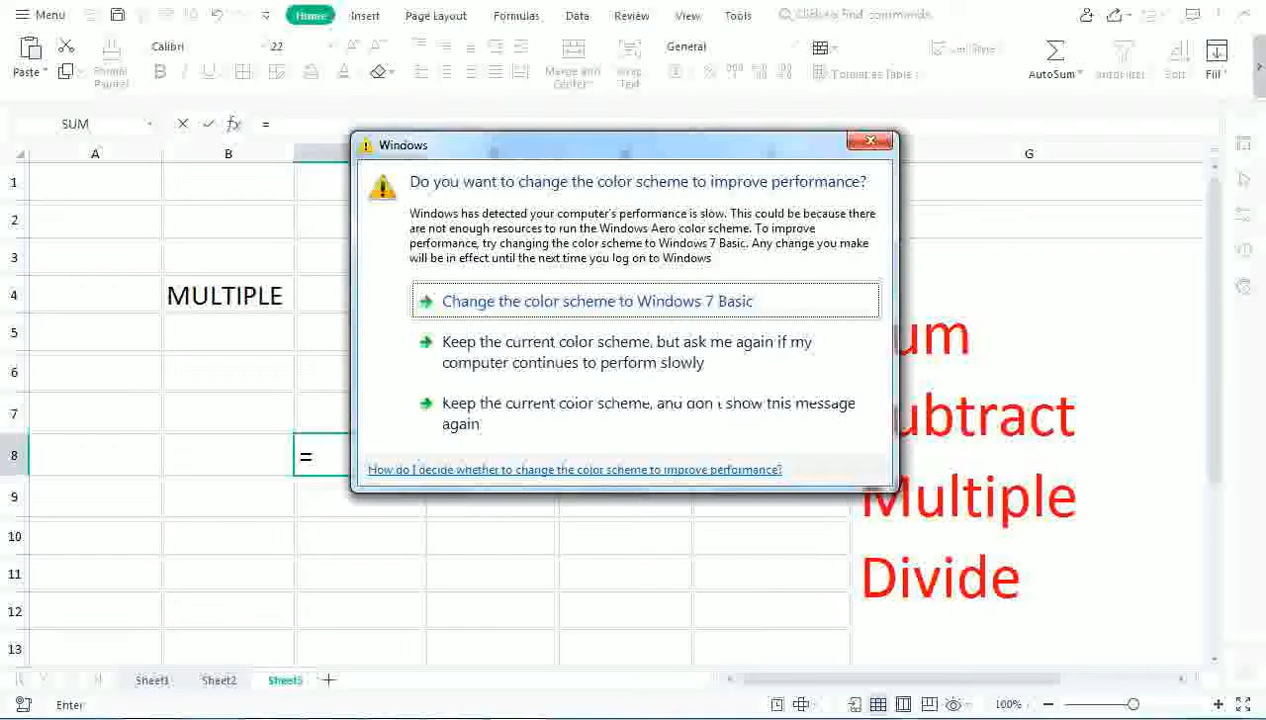 Menu Home Insert Page Layout Formulas Data Review View Tools Click to Find commands
Calibri 22 General
Paste Format Painter Merge and Center Wrap Text Format as Table AutoSum AutoFilter Sort Fill
SUM fx =
Windows
A B G
1
Do you want to change the color scheme to improve performance?
2
Windows has detected your computer's performance is slow. This could be because there
are not enough resources to run the Windows Aero color scheme. To improve
performance, try changing the color scheme to Windows 7 Basic. Any change you make
will be in effect until the next time you log on to Windows
3
4 MULTIPLE
Change the color scheme to Windows 7 Basic
5 um
Keep the current color scheme, but ask me again if my
computer continues to perform slowly
6
7 ubtract
Keep the current color scheme, and don't show this message
again
8 =
How do I decide whether to change the color scheme to improve performance?
9 Multiple
10
11 Divide
12
13
Sheet1 Sheet2 +
Enter 100% − +